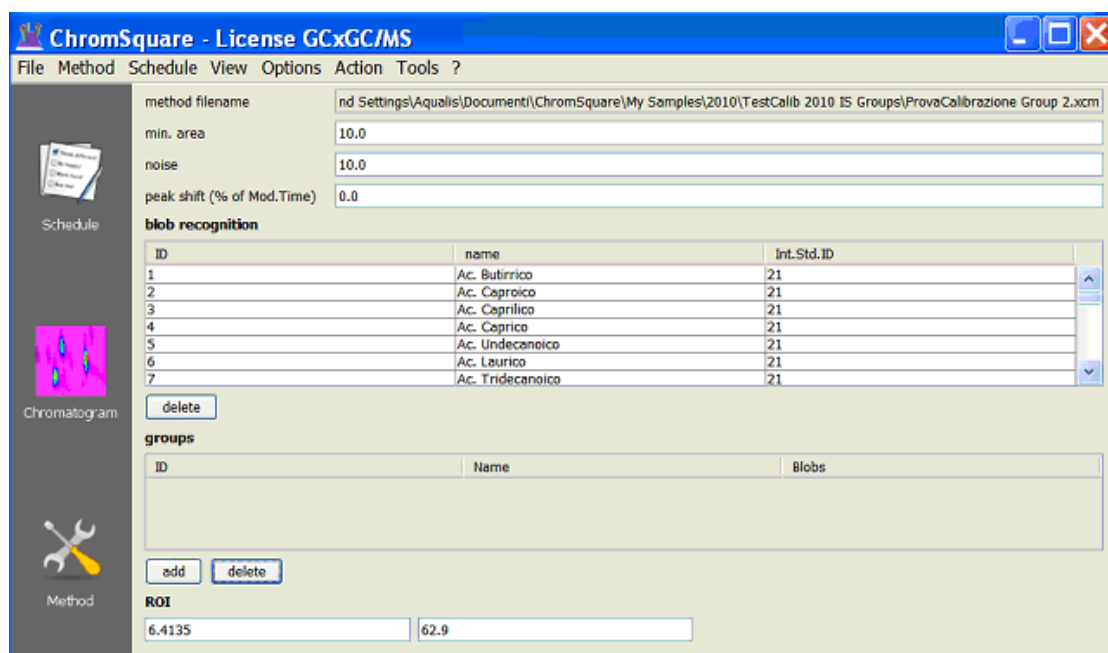 ChromSquare - License GCxGC/MS
File Method Schedule View Options Action Tools ?
method filename nd Settings\Aqualis\Documenti\ChromSquare\My Samples\2010\TestCalib 2010 IS Groups\ProvaCalibrazione Group 2.xcm
min. area 10.0
noise 10.0
peak shift (% of Mod.Time) 0.0
Schedule
blob recognition
ID name Int.Std.ID
1 Ac. Butirrico 21
2 Ac. Caproico 21
3 Ac. Caprilico 21
4 Ac. Caprico 21
5 Ac. Undecanoico 21
6 Ac. Laurico 21
7 Ac. Tridecanoico 21
delete
Chromatogram
groups
ID Name Blobs
add delete
Method
ROI
6.4135 62.9